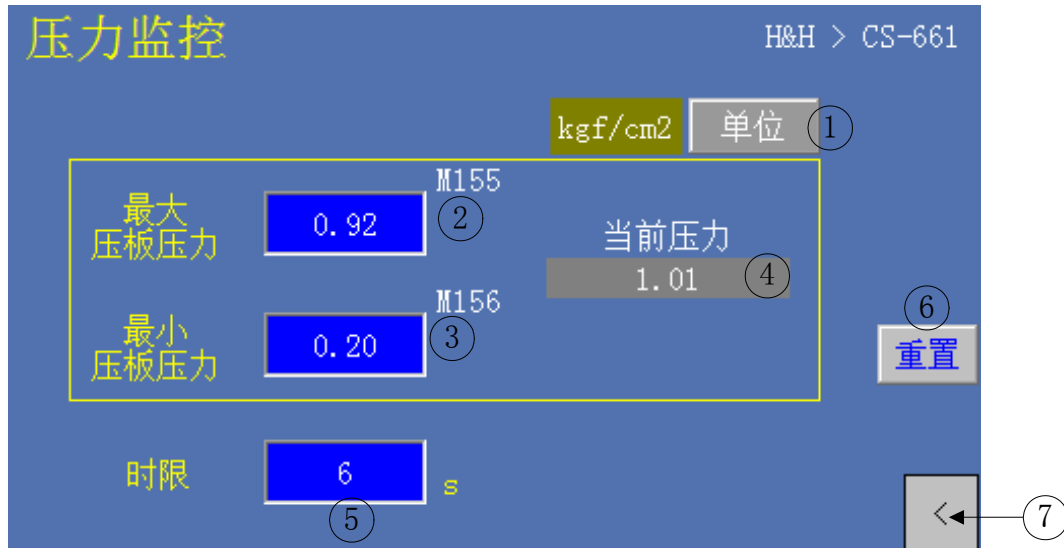 压力监控
H&H > CS-661
kgf/cm2
单位
1
M155
最大
压板压力
0.92
2
当前压力
1.01
4
M156
最小
压板压力
0.20
3
6
重置
时限
6
s
5
<
7